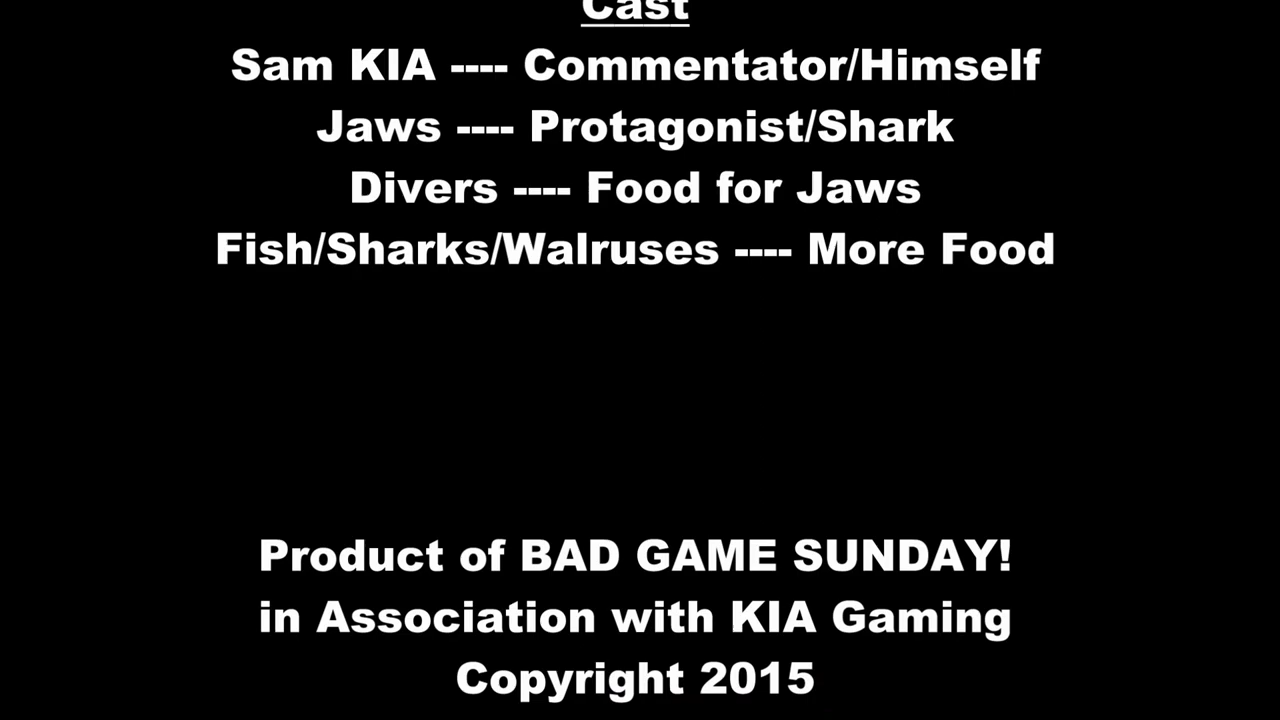 Cast
Sam KIA ---- Commentator/Himself
Jaws ---- Protagonist/Shark
Divers ---- Food for Jaws
Fish/Sharks/Walruses ---- More Food
Product of BAD GAME SUNDAY!
in Association with KIA Gaming
Copyright 2015